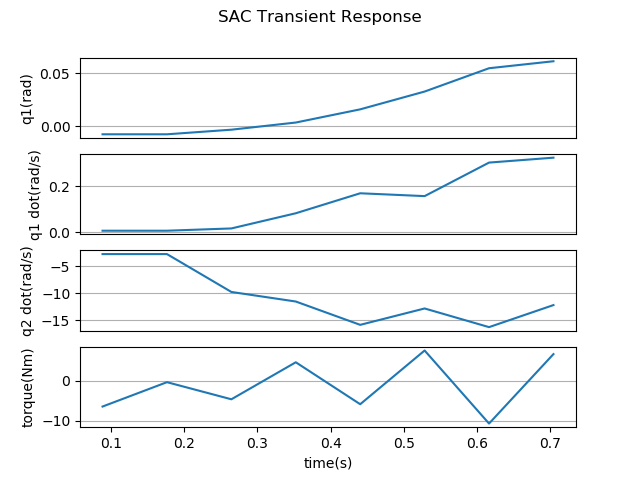 SAC Transient Response
q1(rad)
0.05
0.00
q1 dot(rad/s)
0.2
0.0
q2 dot(rad/s)
−5
−10
−15
torque(Nm)
0
−10
0.1 0.2 0.3 0.4 0.5 0.6 0.7
time(s)